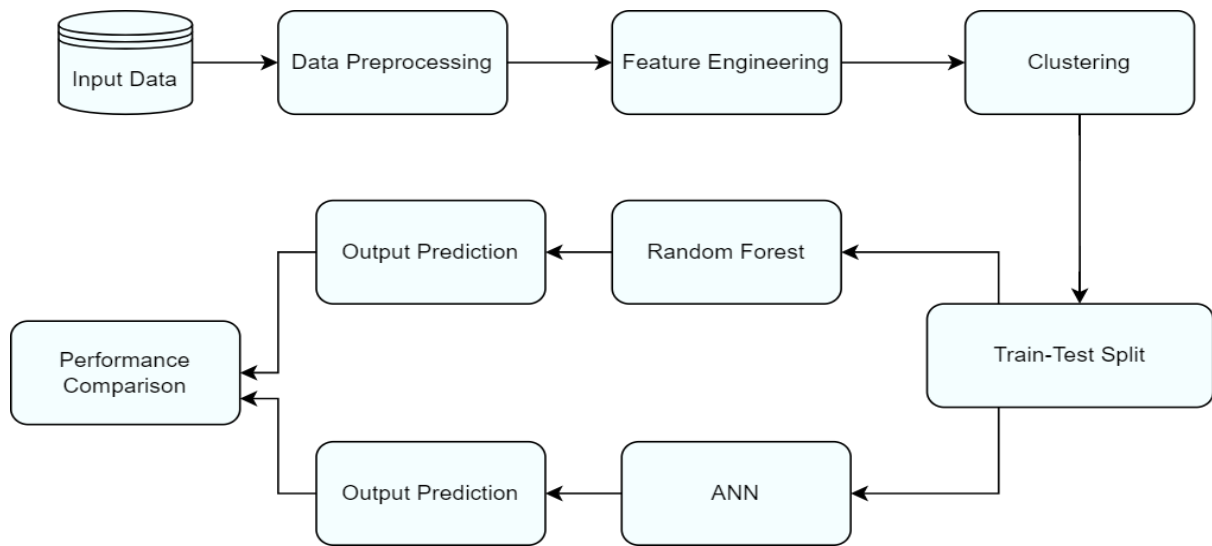 Input Data
Data Preprocessing
Feature Engineering
Clustering
Output Prediction
Random Forest
Train-Test Split
Performance
Comparison
Output Prediction
ANN